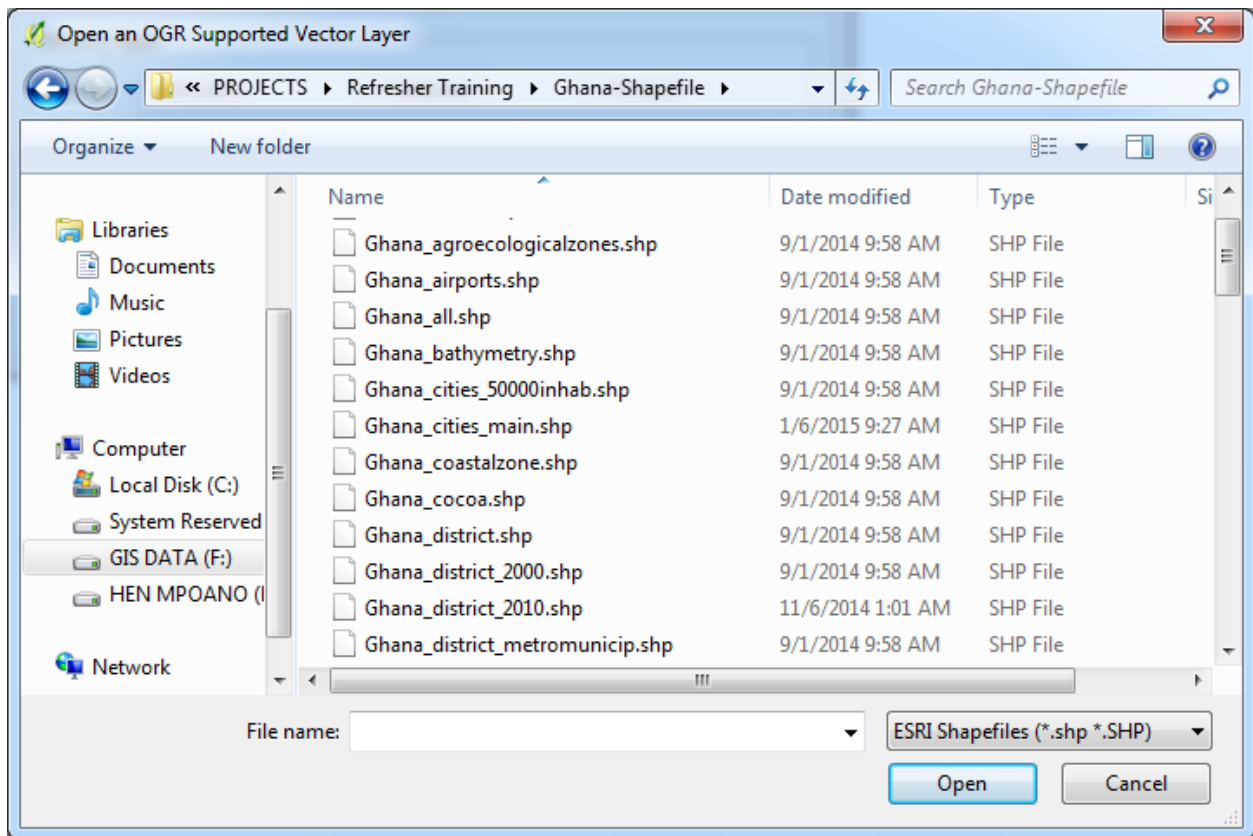 Open an OGR Supported Vector Layer
« PROJECTS ▸ Refresher Training ▸ Ghana-Shapefile ▸ Search Ghana-Shapefile
Organize ▾ New folder
Name Date modified Type Si
Libraries
Documents
Music
Pictures
Videos
Computer
Local Disk (C:)
System Reserved
GIS DATA (F:)
HEN MPOANO (
Network
Ghana_agroecologicalzones.shp 9/1/2014 9:58 AM SHP File
Ghana_airports.shp 9/1/2014 9:58 AM SHP File
Ghana_all.shp 9/1/2014 9:58 AM SHP File
Ghana_bathymetry.shp 9/1/2014 9:58 AM SHP File
Ghana_cities_50000inhab.shp 9/1/2014 9:58 AM SHP File
Ghana_cities_main.shp 1/6/2015 9:27 AM SHP File
Ghana_coastalzone.shp 9/1/2014 9:58 AM SHP File
Ghana_cocoa.shp 9/1/2014 9:58 AM SHP File
Ghana_district.shp 9/1/2014 9:58 AM SHP File
Ghana_district_2000.shp 9/1/2014 9:58 AM SHP File
Ghana_district_2010.shp 11/6/2014 1:01 AM SHP File
Ghana_district_metromunicip.shp 9/1/2014 9:58 AM SHP File
File name: ESRI Shapefiles (*.shp *.SHP)
Open Cancel